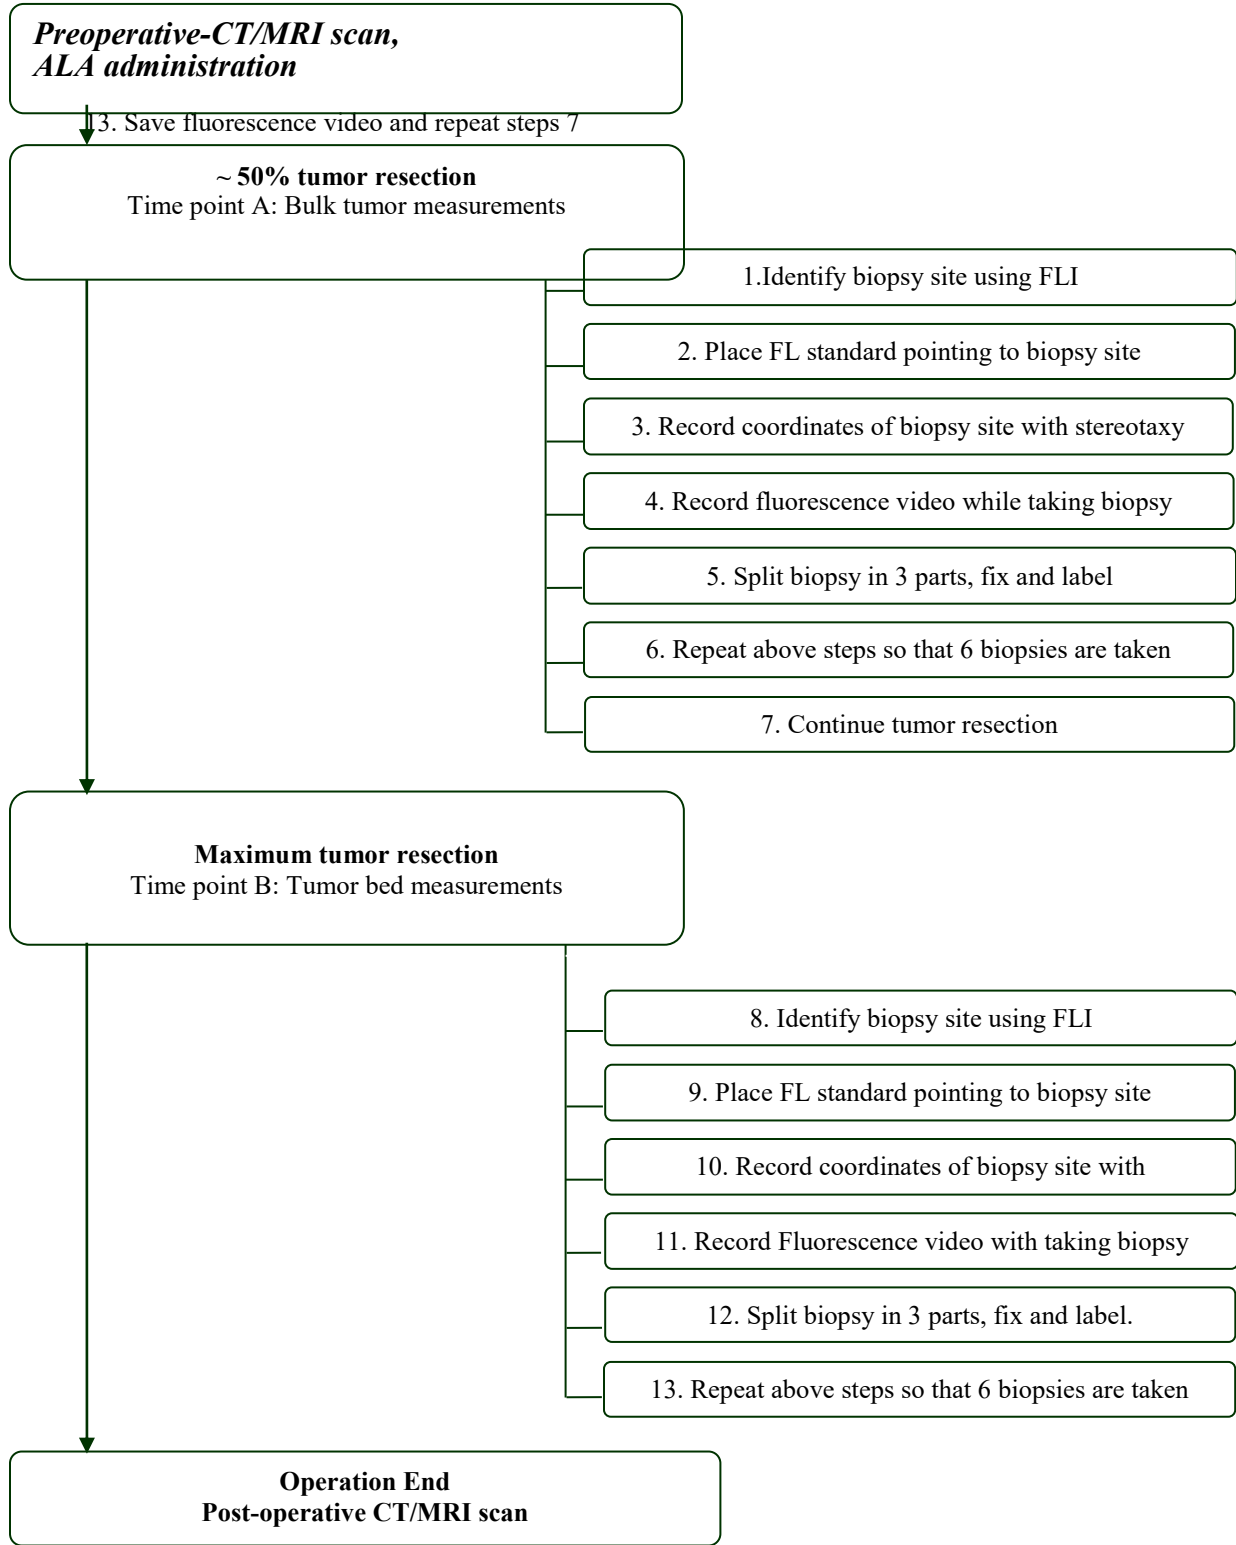 Preoperative-CT/MRI scan,
ALA administration
13. Save fluorescence video and repeat steps 7
~ 50% tumor resection
Time point A: Bulk tumor measurements
1.Identify biopsy site using FLI
2. Place FL standard pointing to biopsy site
3. Record coordinates of biopsy site with stereotaxy
4. Record fluorescence video while taking biopsy
5. Split biopsy in 3 parts, fix and label
6. Repeat above steps so that 6 biopsies are taken
7. Continue tumor resection
Maximum tumor resection
Time point B: Tumor bed measurements
8. Identify biopsy site using FLI
9. Place FL standard pointing to biopsy site
10. Record coordinates of biopsy site with
11. Record Fluorescence video with taking biopsy
12. Split biopsy in 3 parts, fix and label.
13. Repeat above steps so that 6 biopsies are taken
Operation End
Post-operative CT/MRI scan